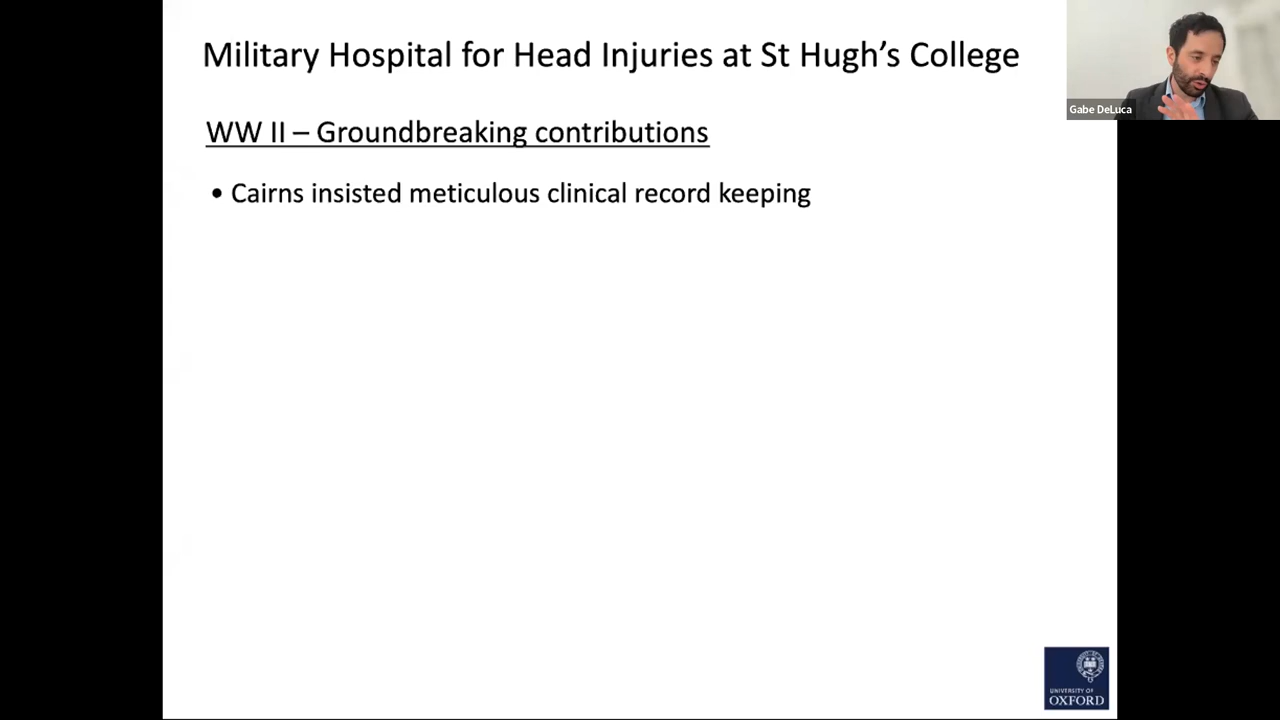 Military Hospital for Head Injuries at St Hugh’s College
Gabe DeLuca
WW II – Groundbreaking contributions
• Cairns insisted meticulous clinical record keeping
UNIVERSITY OF
OXFORD